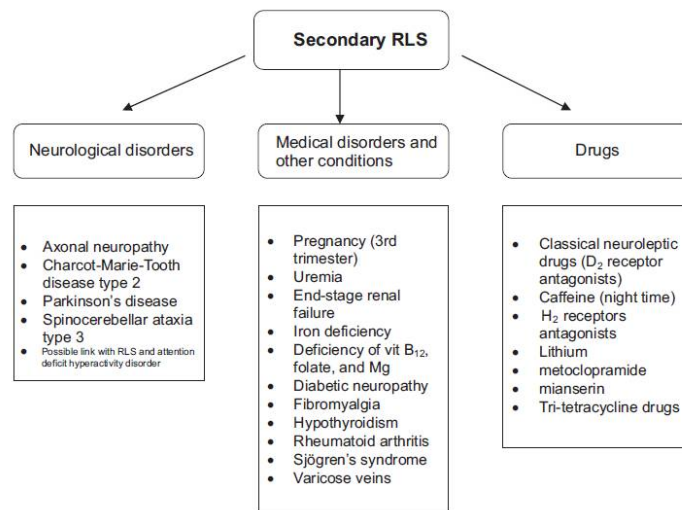 Secondary RLS
Neurological disorders
Medical disorders and
other conditions
Drugs
• Axonal neuropathy
• Charcot-Marie-Tooth
disease type 2
• Parkinson's disease
• Spinocerebellar ataxia
type 3
• Possible link with RLS and attention
deficit hyperactivity disorder
• Pregnancy (3rd
trimester)
• Uremia
• End-stage renal
failure
• Iron deficiency
• Deficiency of vit B₁₂,
folate, and Mg
• Diabetic neuropathy
• Fibromyalgia
• Hypothyroidism
• Rheumatoid arthritis
• Sjögren's syndrome
• Varicose veins
• Classical neuroleptic
drugs (D₂ receptor
antagonists)
• Caffeine (night time)
• H₂ receptors
antagonists
• Lithium
• metoclopramide
• mianserin
• Tri-tetracycline drugs